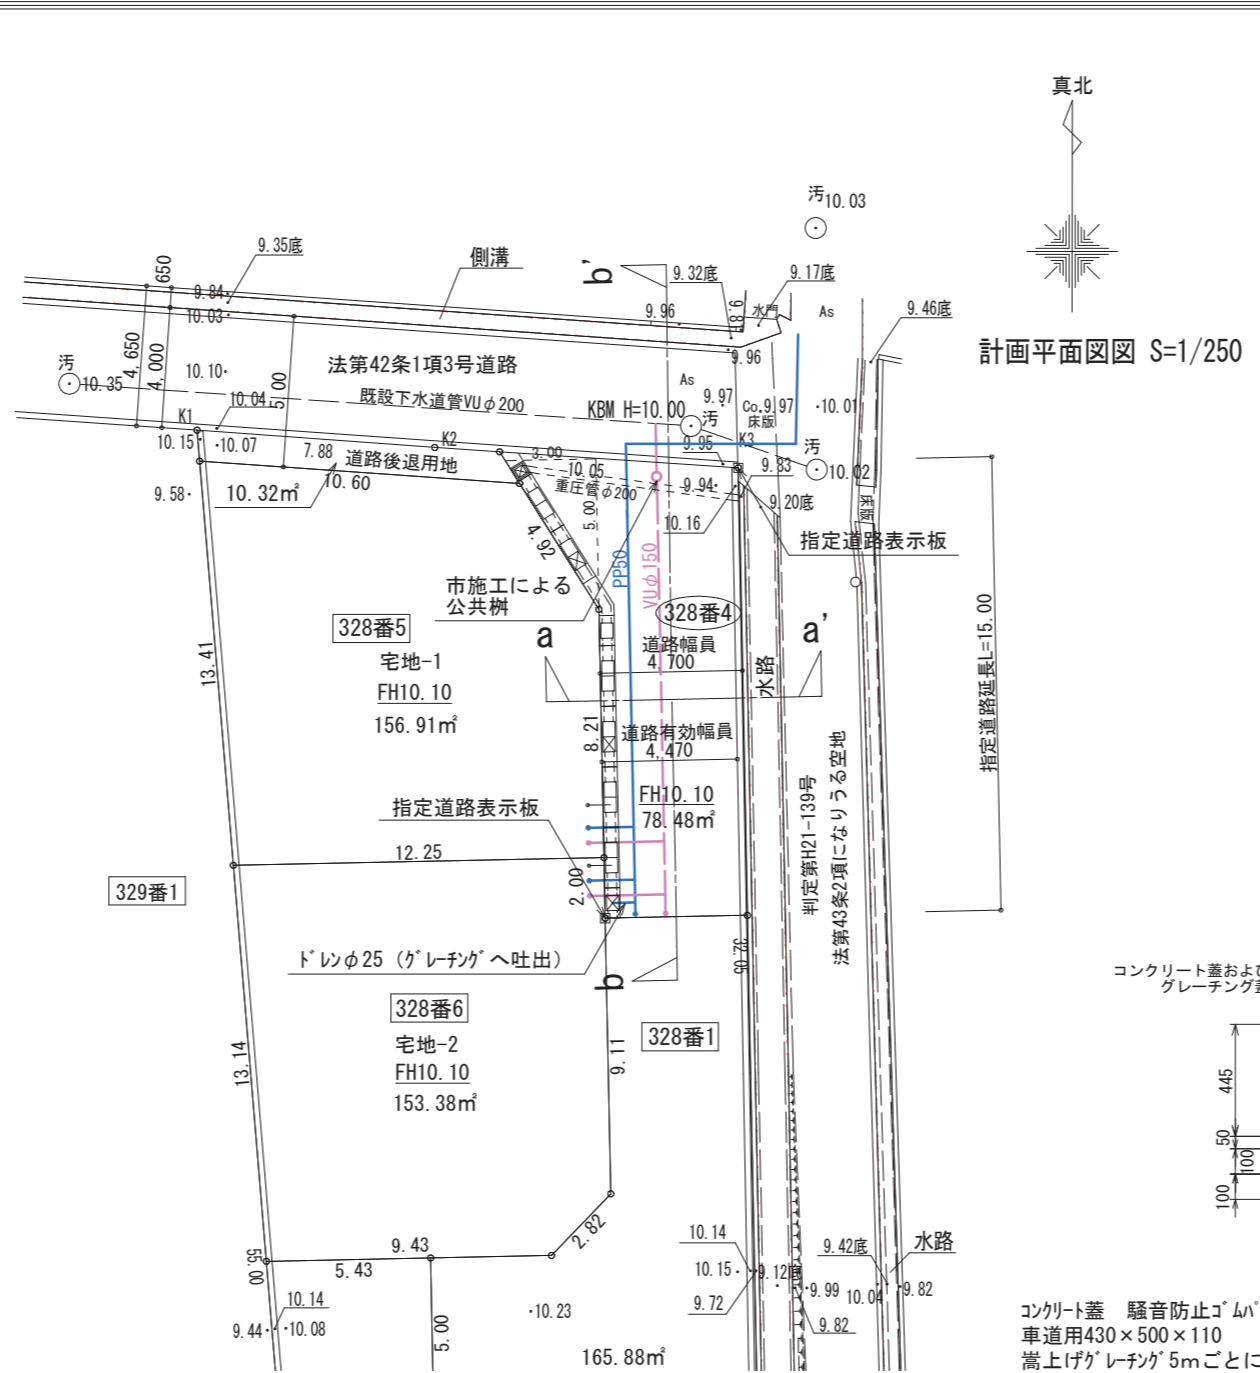 真北
計画平面図図 S=1/250
汚
10.03
9.35底
側溝
b'
9.32底
9.17底
9.46底
650
9.84
10.03
4,650
4,000
5.00
9.96
水門
As
9.96
汚
10.35
10.10
法第42条1項3号道路
既設下水道管VUφ200
As
9.97
KBM H=10.00
汚
Co.
床版
9.97
10.01
K1
10.04
K2
K3
9.95
汚
10.02
10.15
10.07
7.88
道路後退用地
10.60
3.00
10.05
重圧管φ200
9.83
9.94
9.20底
床版
9.58
10.32㎡
4.92
5.00
10.16
指定道路表示板
PP50
VUφ150
市施工による
公共桝
328番4
328番5
宅地-1
FH10.10
156.91㎡
a
a'
道路幅員
4,700
水路
13.41
8.21
道路有効幅員
4,470
指定道路延長L=15.00
FH10.10
78.48㎡
判定第H21-139号
法第43条2項になりうる空地
指定道路表示板
12.25
2.00
329番1
32.05
ドレンφ25（グレーチングへ吐出）
b
328番6
宅地-2
FH10.10
153.38㎡
328番1
9.11
13.14
コンクリート蓋およ
グレーチング
445
50
100
100
2.82
9.43
5.43
55.00
5.00
10.14
9.44
10.08
10.23
165.88㎡
10.14
10.15
9.12底
9.72
9.99
9.82
9.42底
10.04
水路
9.82
コンクリート蓋　騒音防止ゴムパ
車道用430×500×110
嵩上げグレーチング5mごとに